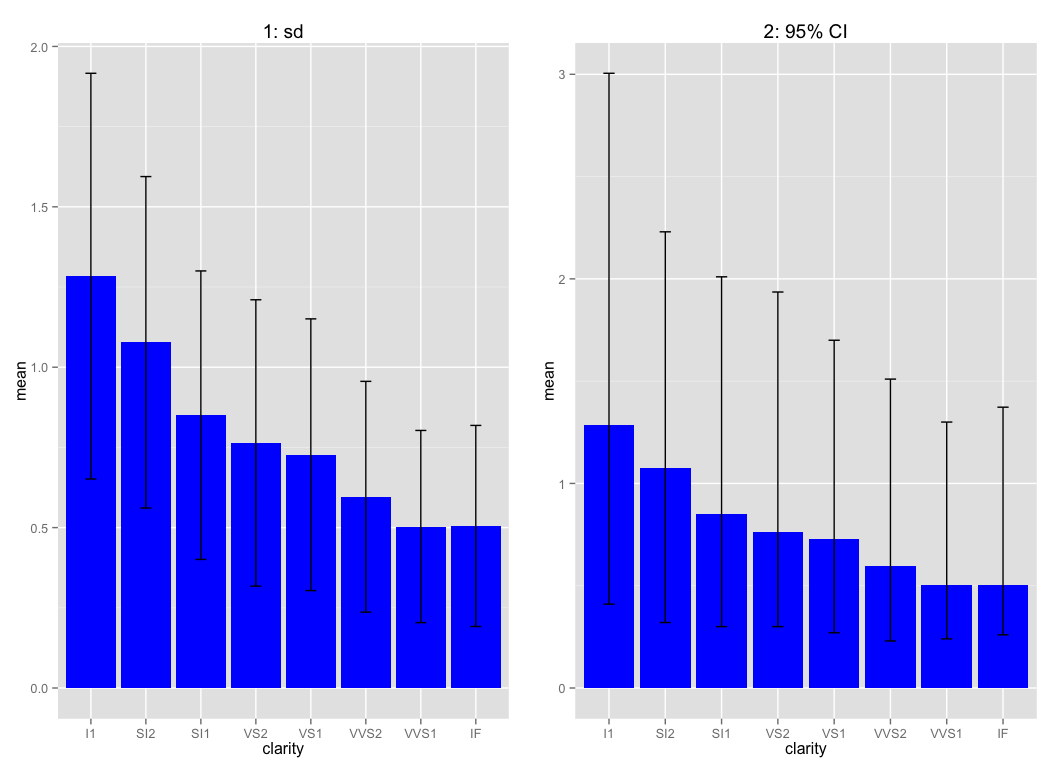 1: sd
2.0
1.5
1.0
0.5
0.0
mean
I1 SI2 SI1 VS2 VS1 VVS2 VVS1 IF
clarity
2: 95% CI
3
2
1
0
mean
I1 SI2 SI1 VS2 VS1 VVS2 VVS1 IF
clarity